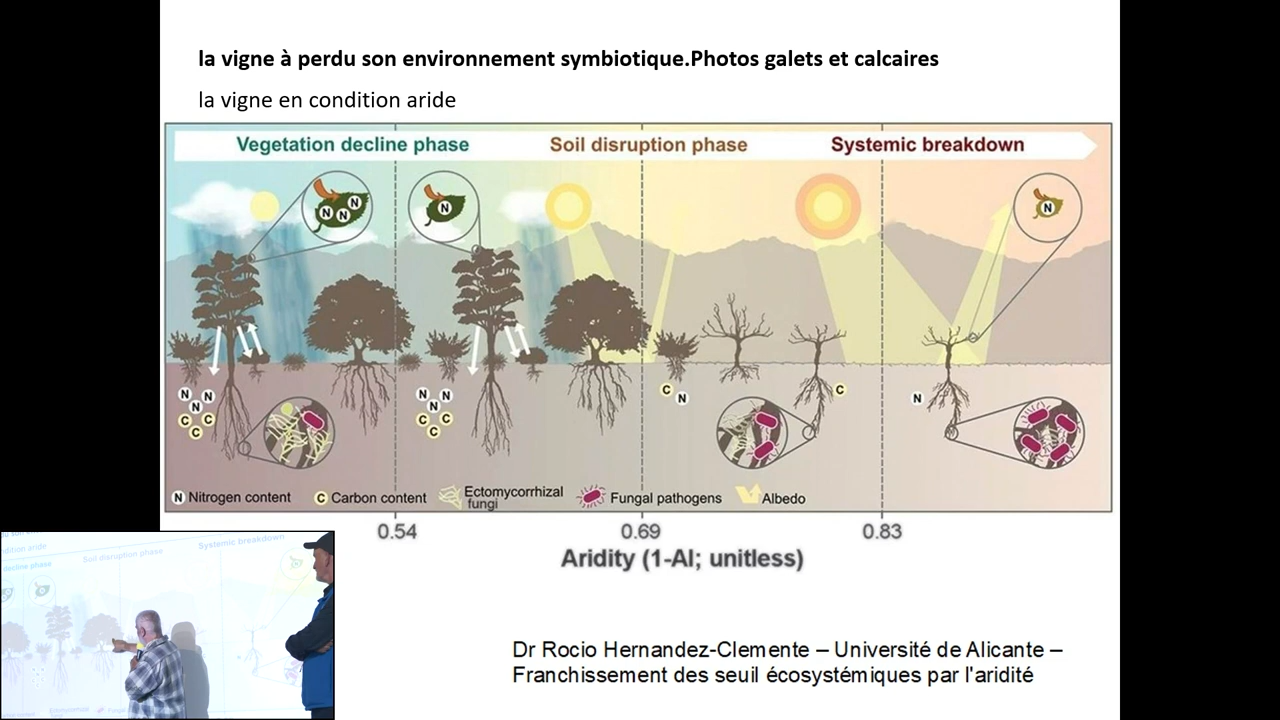 la vigne à perdu son environnement symbiotique.Photos galets et calcaires
la vigne en condition aride
Vegetation decline phase
Soil disruption phase
Systemic breakdown
N N N
N
N
N N N
C C C
N N N
C C C
C
N
C
N
N Nitrogen content
C Carbon content
Ectomycorrhizal
fungi
Fungal pathogens
Albedo
0.54
0.69
0.83
Aridity (1-AI; unitless)
Dr Rocio Hernandez-Clemente – Université de Alicante –
Franchissement des seuil écosystémiques par l'aridité
ndition aride
decline phase
Soil disruption phase
Systemic breakdown